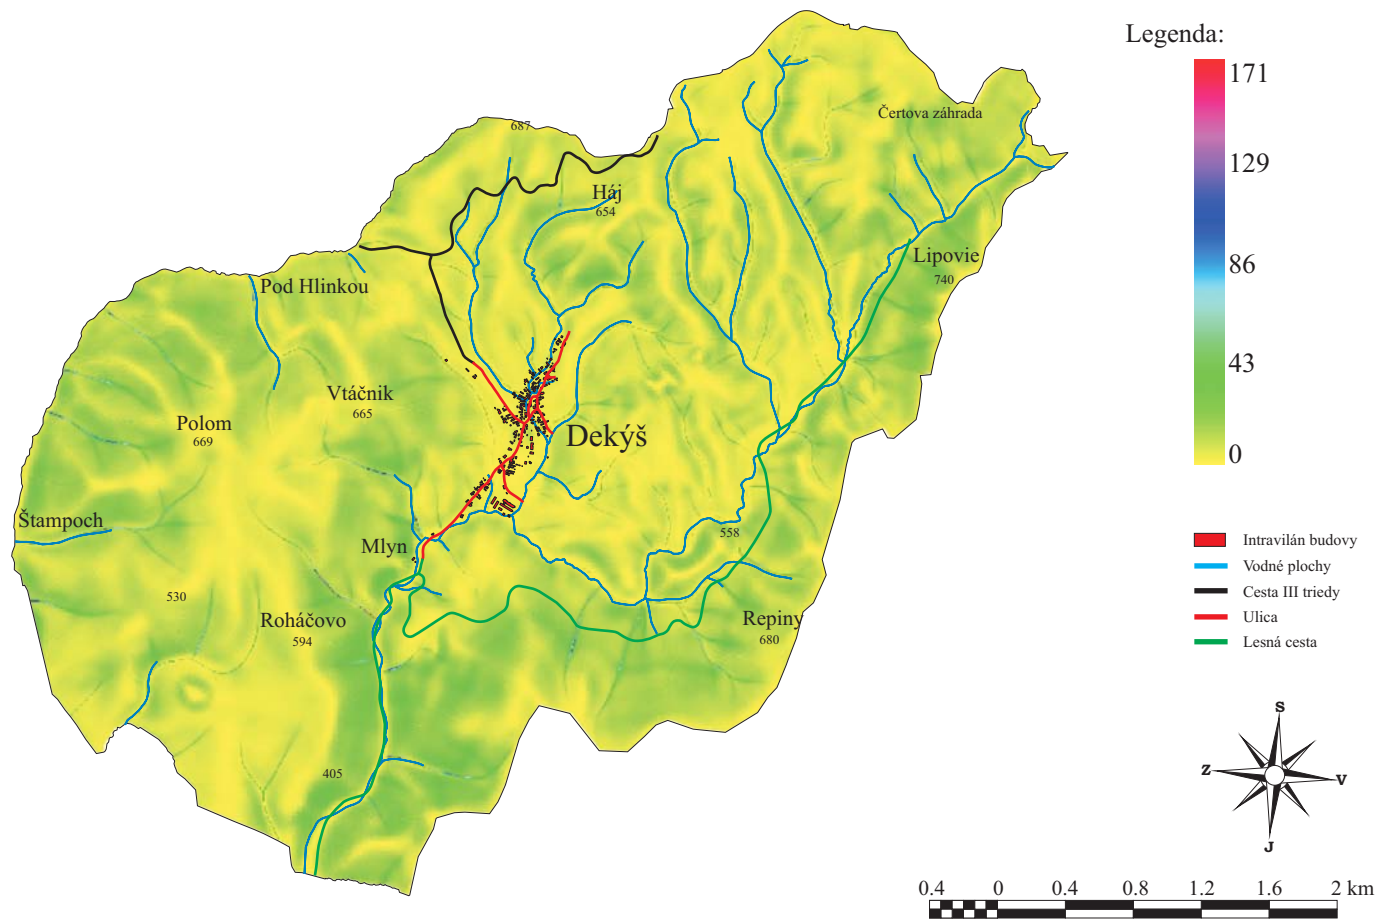 Legenda:
171
129
86
43
0
Čertova záhrada
687
Háj
654
Lipovie
740
Pod Hlinkou
Vtáčnik
665
Polom
669
Dekýš
Štampoch
Mlyn
558
530
Roháčovo
594
Repiny
680
405
Intravilán budovy
Vodné plochy
Cesta III triedy
Ulica
Lesná cesta
S
Z
V
J
0.4 0 0.4 0.8 1.2 1.6 2 km